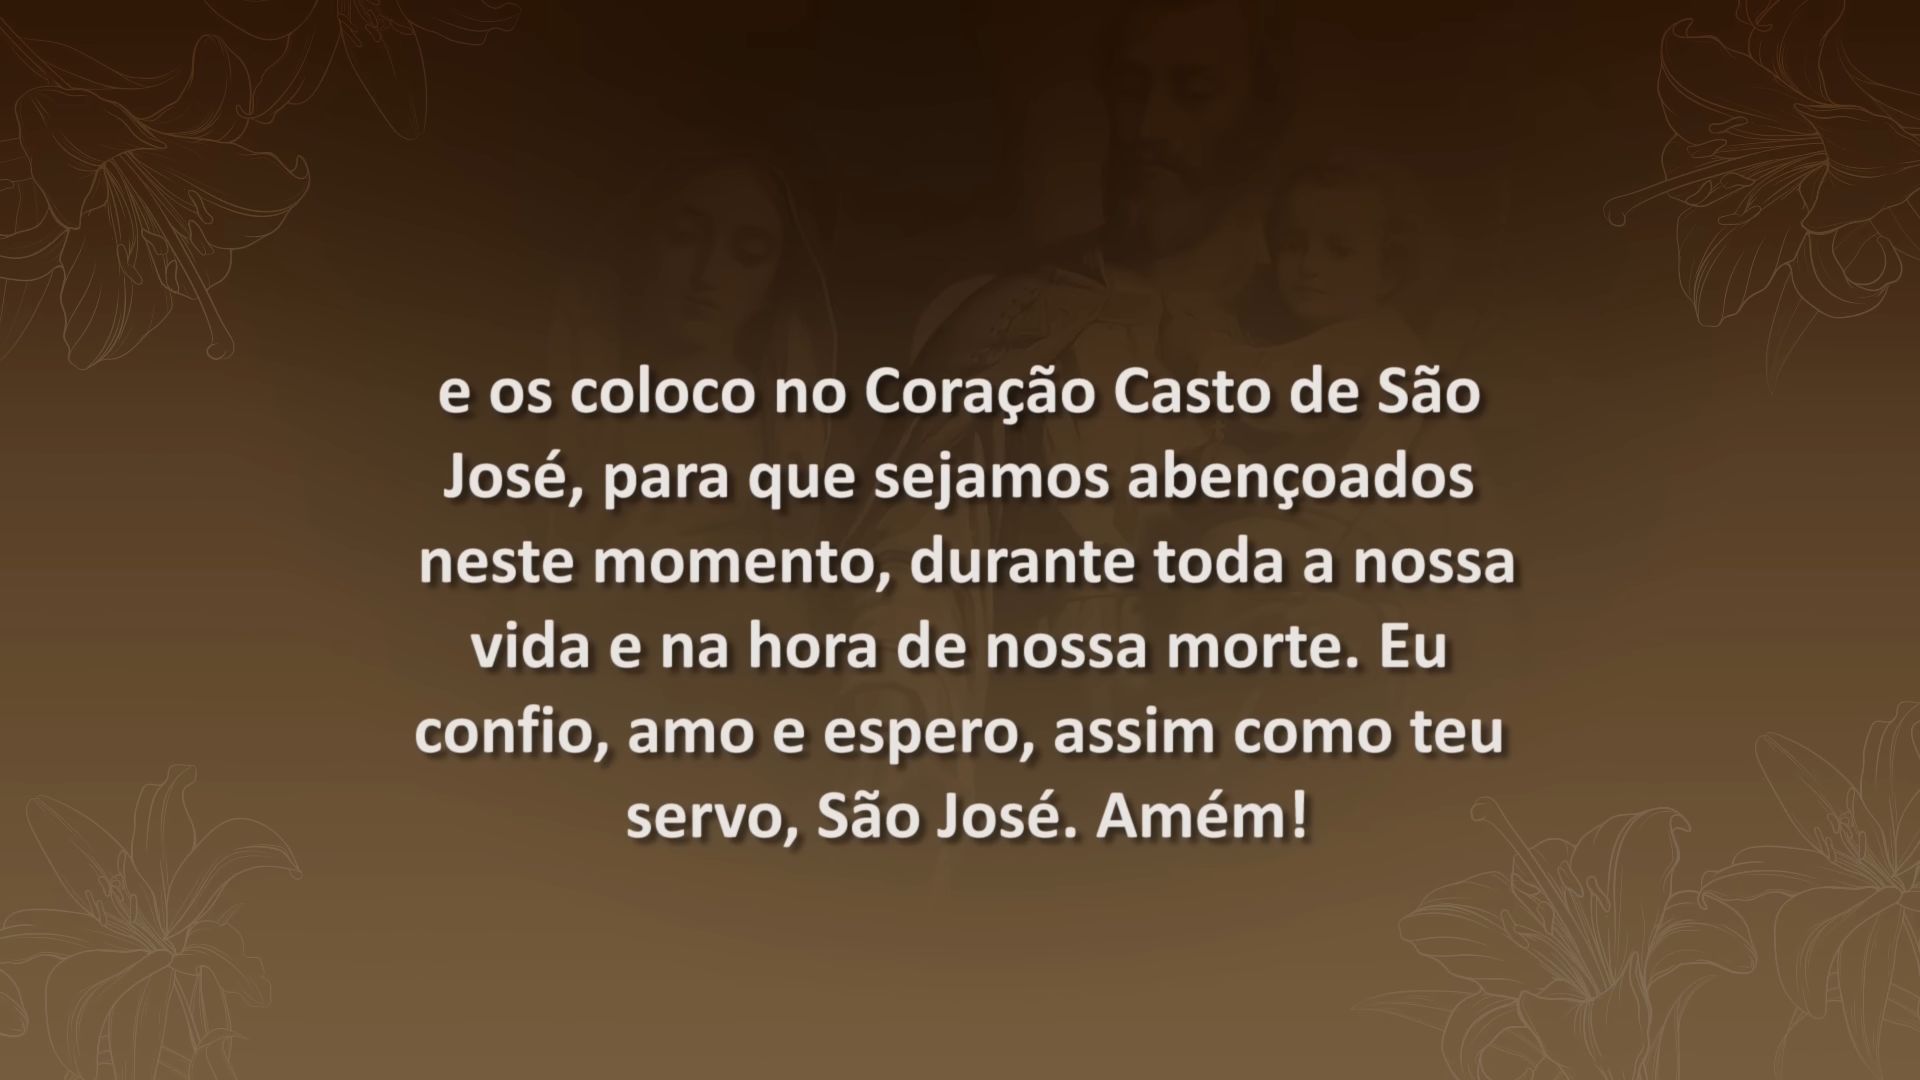 e os coloco no Coração Casto de São
José, para que sejamos abençoados
neste momento, durante toda a nossa
vida e na hora de nossa morte. Eu
confio, amo e espero, assim como teu
servo, São José. Amém!